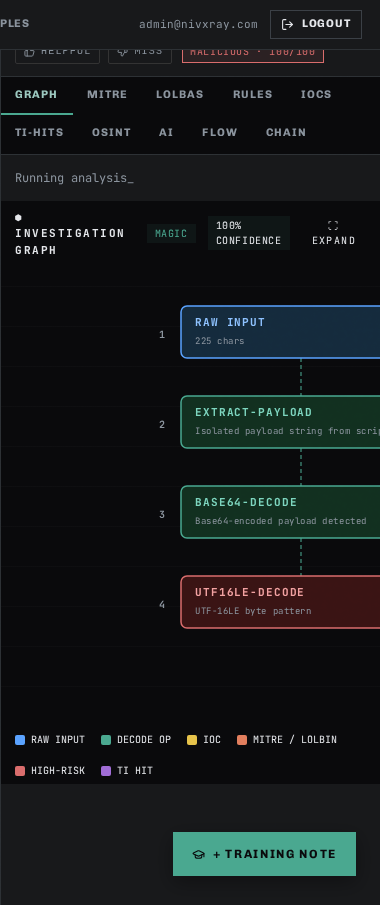 PLES
admin@nivxray.com
LOGOUT
HELPFUL
MISS
MALICIOUS · 100/100
GRAPH MITRE LOLBAS RULES IOCS
TI-HITS OSINT AI FLOW CHAIN
Running analysis_
INVESTIGATION
GRAPH
MAGIC
100%
CONFIDENCE
EXPAND
1
RAW INPUT
225 chars
2
EXTRACT-PAYLOAD
Isolated payload string from scrip
3
BASE64-DECODE
Base64-encoded payload detected
4
UTF16LE-DECODE
UTF-16LE byte pattern
RAW INPUT DECODE OP IOC MITRE / LOLBIN
HIGH-RISK TI HIT
+ TRAINING NOTE